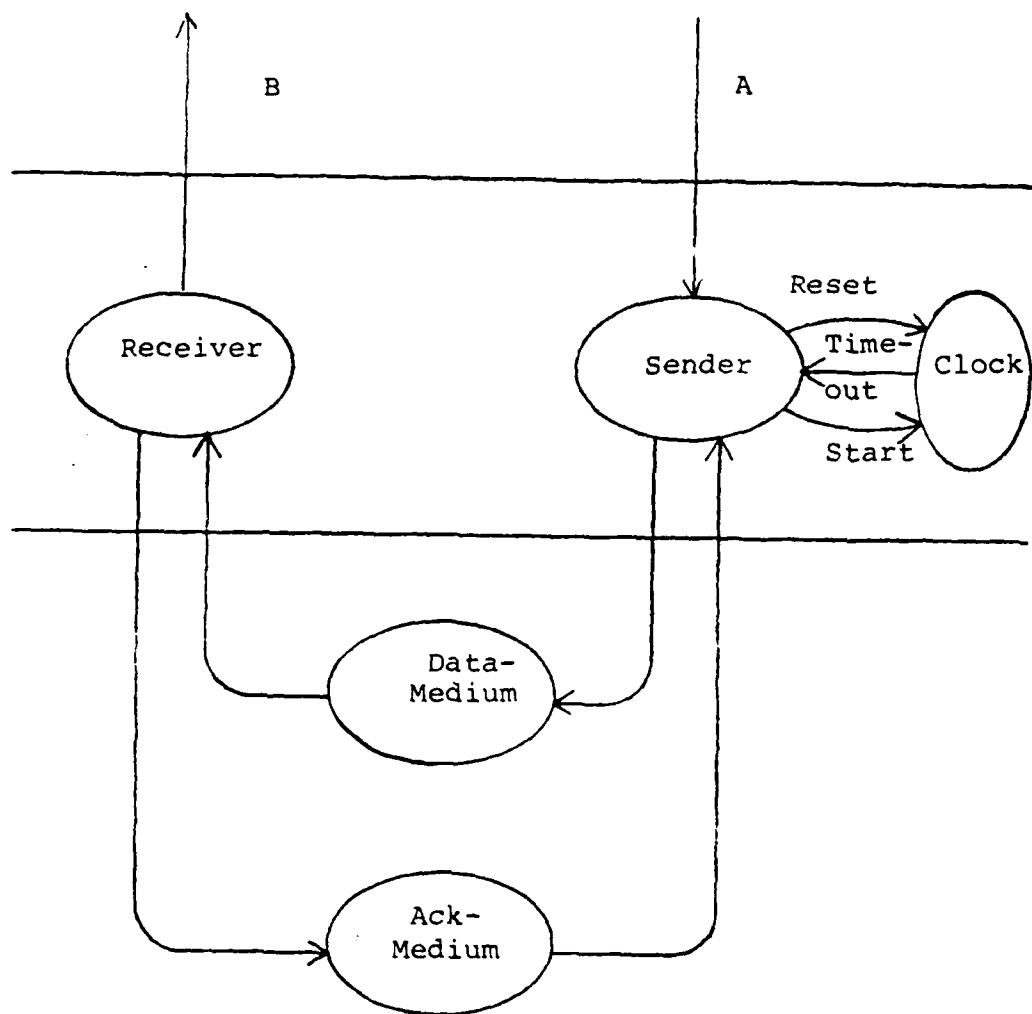 B
A
Reset
Receiver
Sender
Time-
out
Clock
Start
Data-
Medium
Ack-
Medium